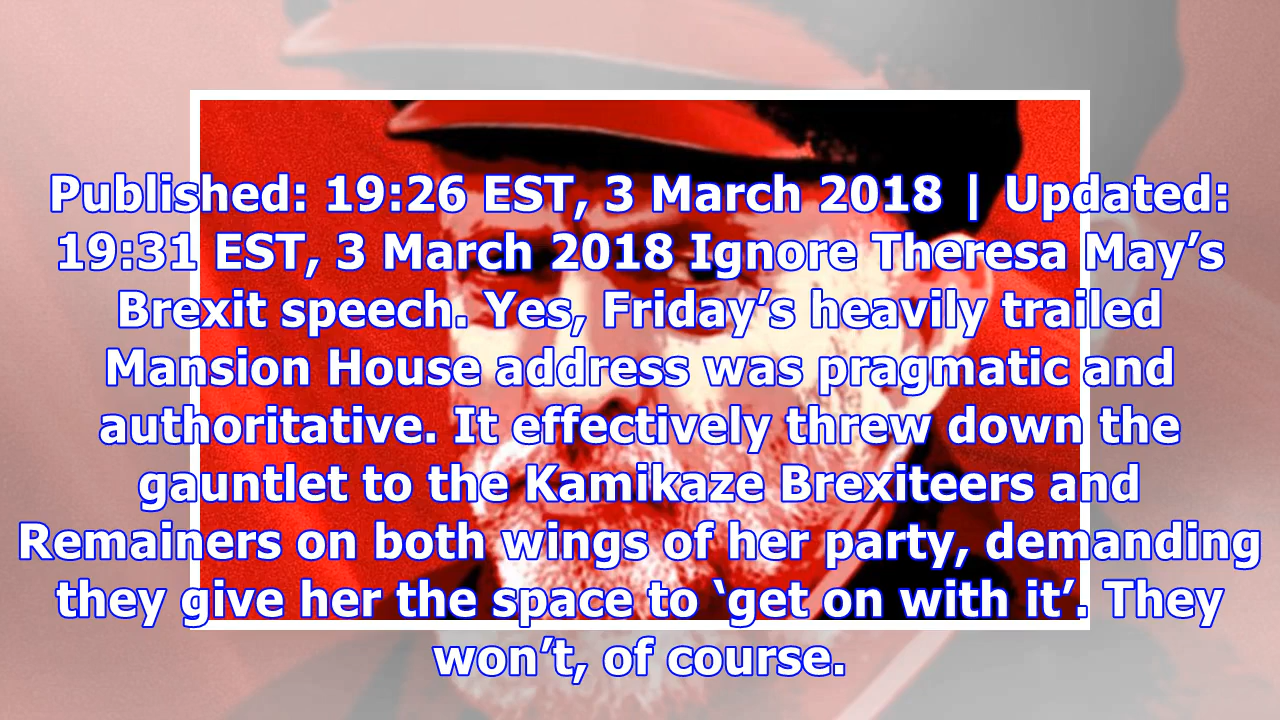 Published: 19:26 EST, 3 March 2018 | Updated:
19:31 EST, 3 March 2018 Ignore Theresa May’s
Brexit speech. Yes, Friday’s heavily trailed
Mansion House address was pragmatic and
authoritative. It effectively threw down the
gauntlet to the Kamikaze Brexiteers and
Remainers on both wings of her party, demanding
they give her the space to ‘get on with it’. They
won’t, of course.